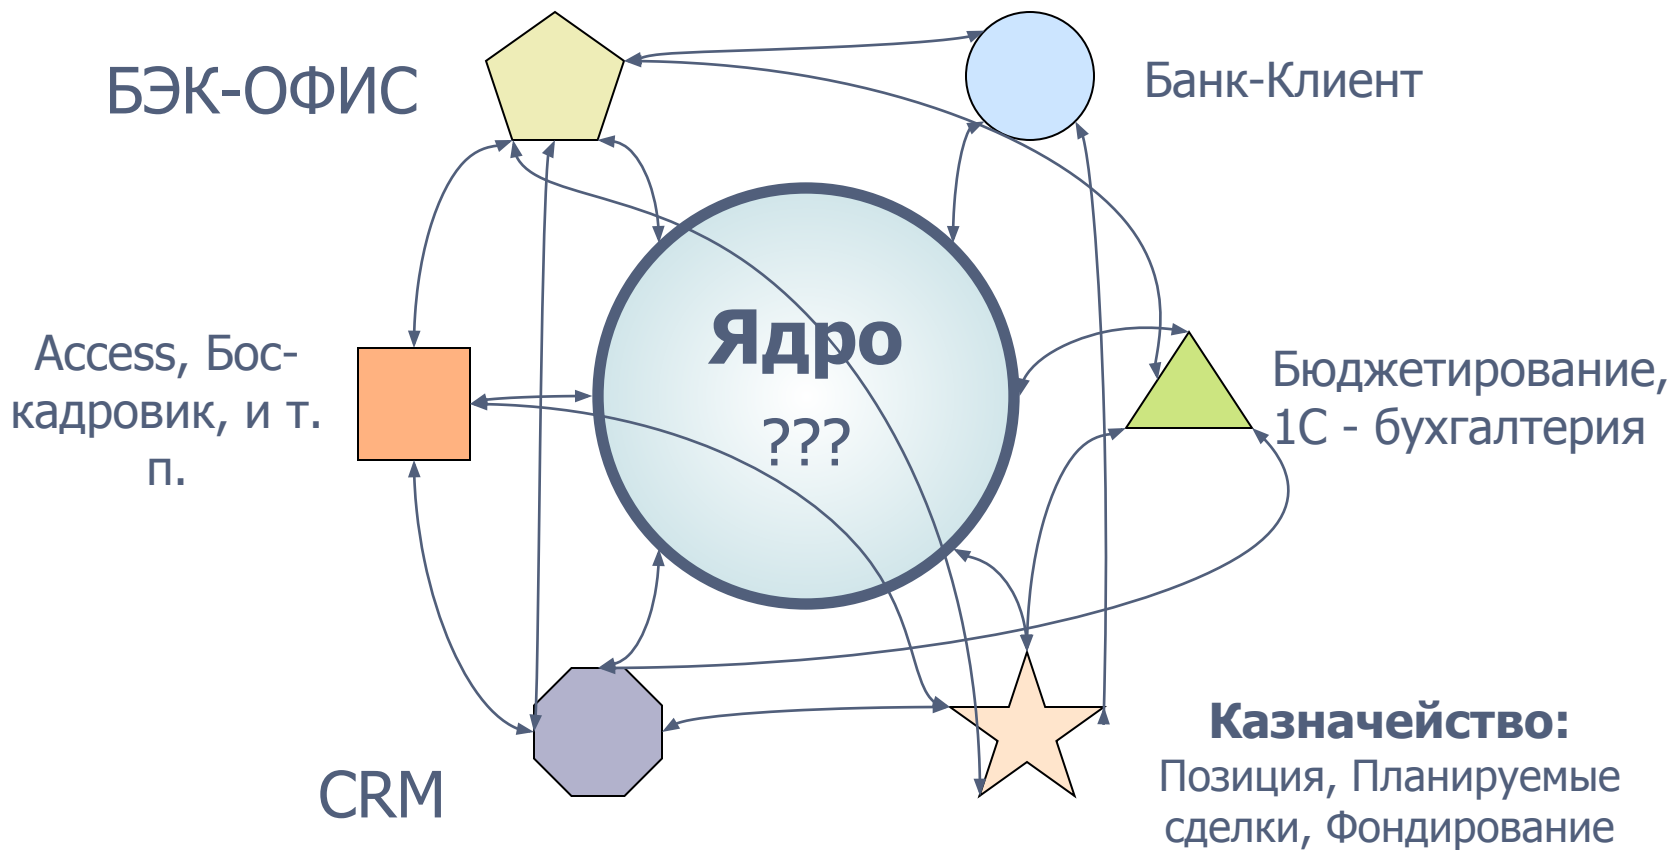 БЭК-ОФИС
Банк-Клиент
Ядро
???
Access, Бос-
кадровик, и т.
п.
Бюджетирование,
1С - бухгалтерия
CRM
Казначейство:
Позиция, Планируемые
сделки, Фондирование